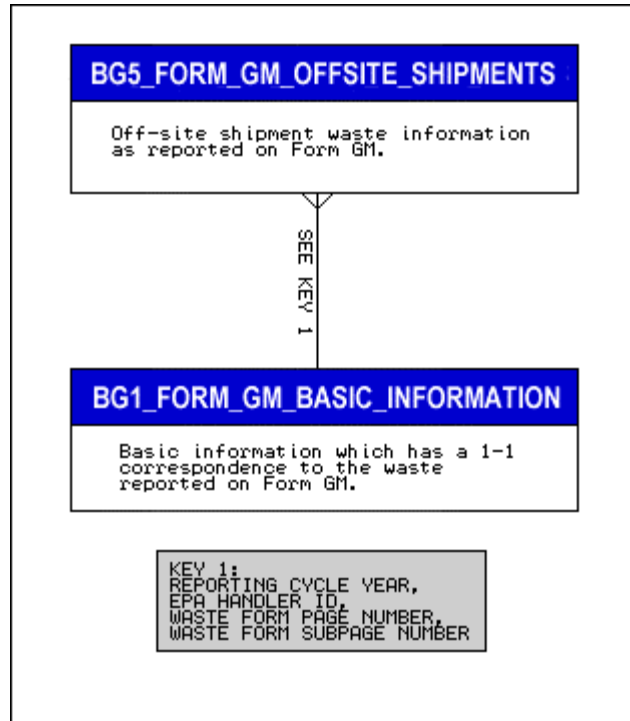 BG5_FORM_GM_OFFSITE_SHIPMENTS
Off-site shipment waste information
as reported on Form GM.
SEE KEY 1
BG1_FORM_GM_BASIC_INFORMATION
Basic information which has a 1-1
correspondence to the waste
reported on Form GM.
KEY 1:
REPORTING CYCLE YEAR,
EPA HANDLER ID,
WASTE FORM PAGE NUMBER,
WASTE FORM SUBPAGE NUMBER